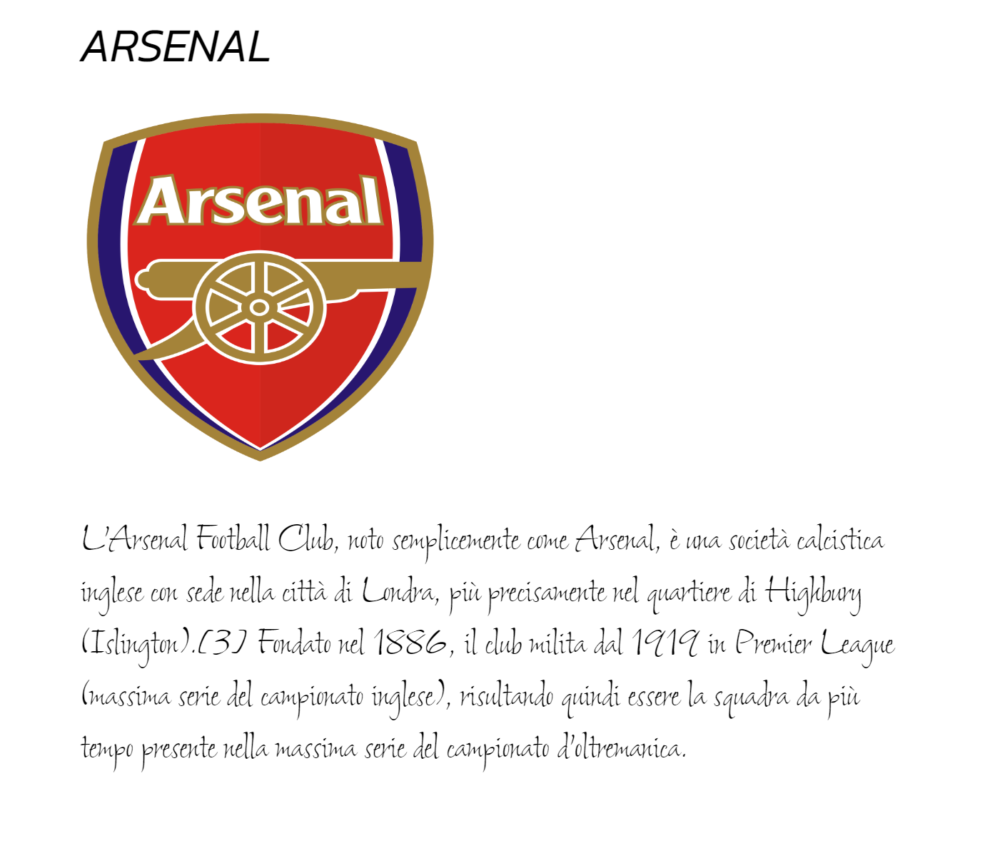 ARSENAL
Arsenal
L'Arsenal Football Club, noto semplicemente come Arsenal, è una società calcistica
inglese con sede nella città di Londra, più precisamente nel quartiere di Highbury
(Islington).[3] Fondato nel 1886, il club milita dal 1919 in Premier League
(massima serie del campionato inglese), risultando quindi essere la squadra da più
tempo presente nella massima serie del campionato d'oltremanica.